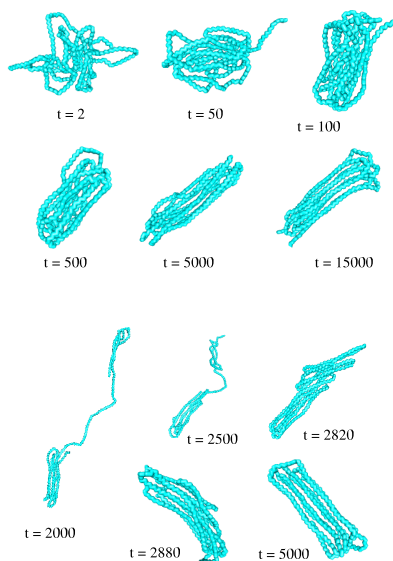 t = 2
t = 50
t = 100
t = 500
t = 5000
t = 15000
t = 2000
t = 2500
t = 2820
t = 2880
t = 5000